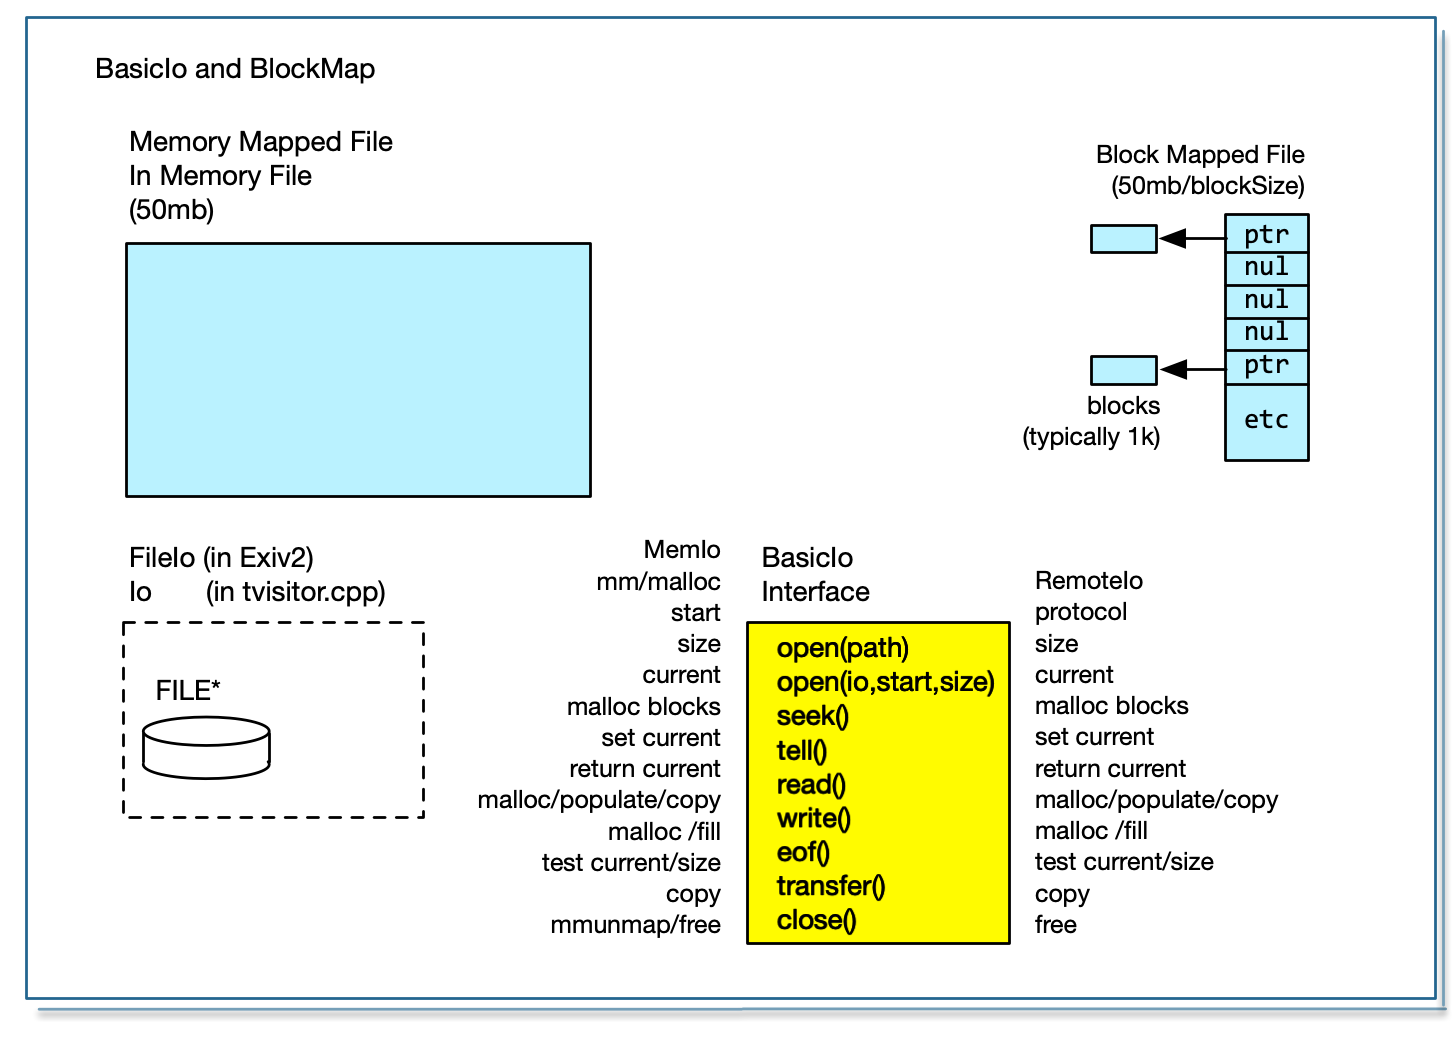 BasicIo and BlockMap
Memory Mapped File
In Memory File
(50mb)
Block Mapped File
(50mb/blockSize)
ptr
nul
nul
nul
ptr
etc
blocks
(typically 1k)
FileIo (in Exiv2)
Io (in tvisitor.cpp)
FILE*
MemIo
mm/malloc
start
size
current
malloc blocks
set current
return current
malloc/populate/copy
malloc /fill
test current/size
copy
mmunmap/free
BasicIo
Interface
open(path)
open(io,start,size)
seek()
tell()
read()
write()
eof()
transfer()
close()
RemoteIo
protocol
size
current
malloc blocks
set current
return current
malloc/populate/copy
malloc /fill
test current/size
copy
free